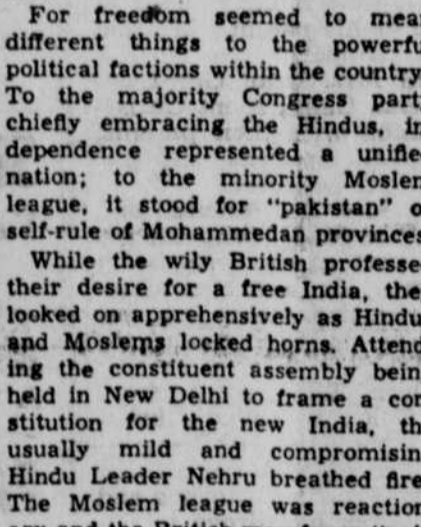 For freedom seemed to mea
different things to the powerfu
political factions within the country
To the majority Congress part
chiefly embracing the Hindus, in
dependence represented a unifie
nation; to the minority Moslem
league, it stood for "pakistan" o
self-rule of Mohammedan provinces
While the wily British professe
their desire for a free India, the
looked on apprehensively as Hindu
and Moslems locked horns. Attend
ing the constituent assembly bein
held in New Delhi to frame a con
stitution for the new India, th
usually mild and compromisin
Hindu Leader Nehru breathed fire
The Moslem league was reaction